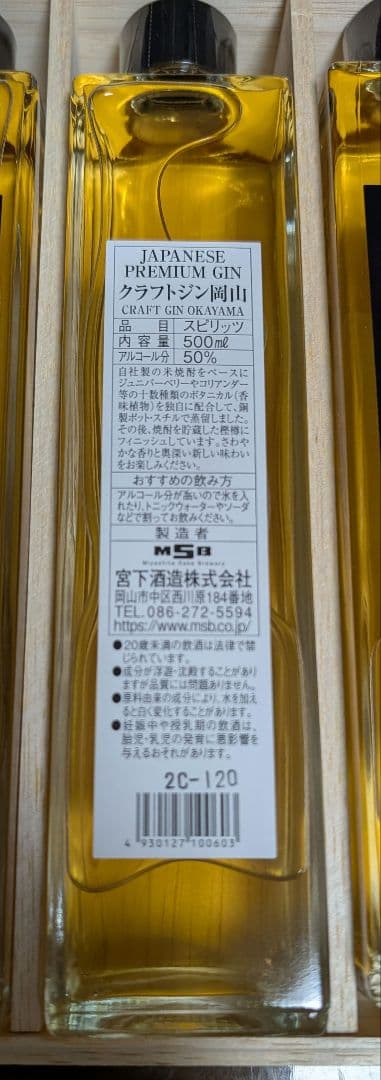 JAPANESE
PREMIUM GIN
クラフトジン岡山
CRAFT GIN OKAYAMA
品目 スピリッツ
内容量 500ml
アルコール分 50%
自社製の米焼酎をベースに
ジュニパーベリーやコリアンダー
等の十数種類のボタニカル(香
味植物)を独自に配合して、銅
製ポット・スチルで蒸留しました。
その後、焼酎を貯蔵した樫樽に
フィニッシュしています。さわや
かな香りと奥深い新しい味わい
をお楽しみください。
おすすめの飲み方
アルコール分が高いので氷を入
れたり、トニックウォーターやソーダ
などで割ってお飲みください。
製造者
MSB
Miyashita Sake Brewery
宮下酒造株式会社
岡山市中区西川原184番地
TEL.086-272-5594
https://www.msb.co.jp/
●20歳未満の飲酒は法律で禁
じられています。
●成分が浮遊・沈殿することがあり
ますが品質には問題ありません。
●原料由来の成分により、水を加え
ると白く変化することがあります。
●妊娠中や授乳期の飲酒は、
胎児・乳児の発育に悪影響を
与えるおそれがあります。
2C-120
4 930127 100603